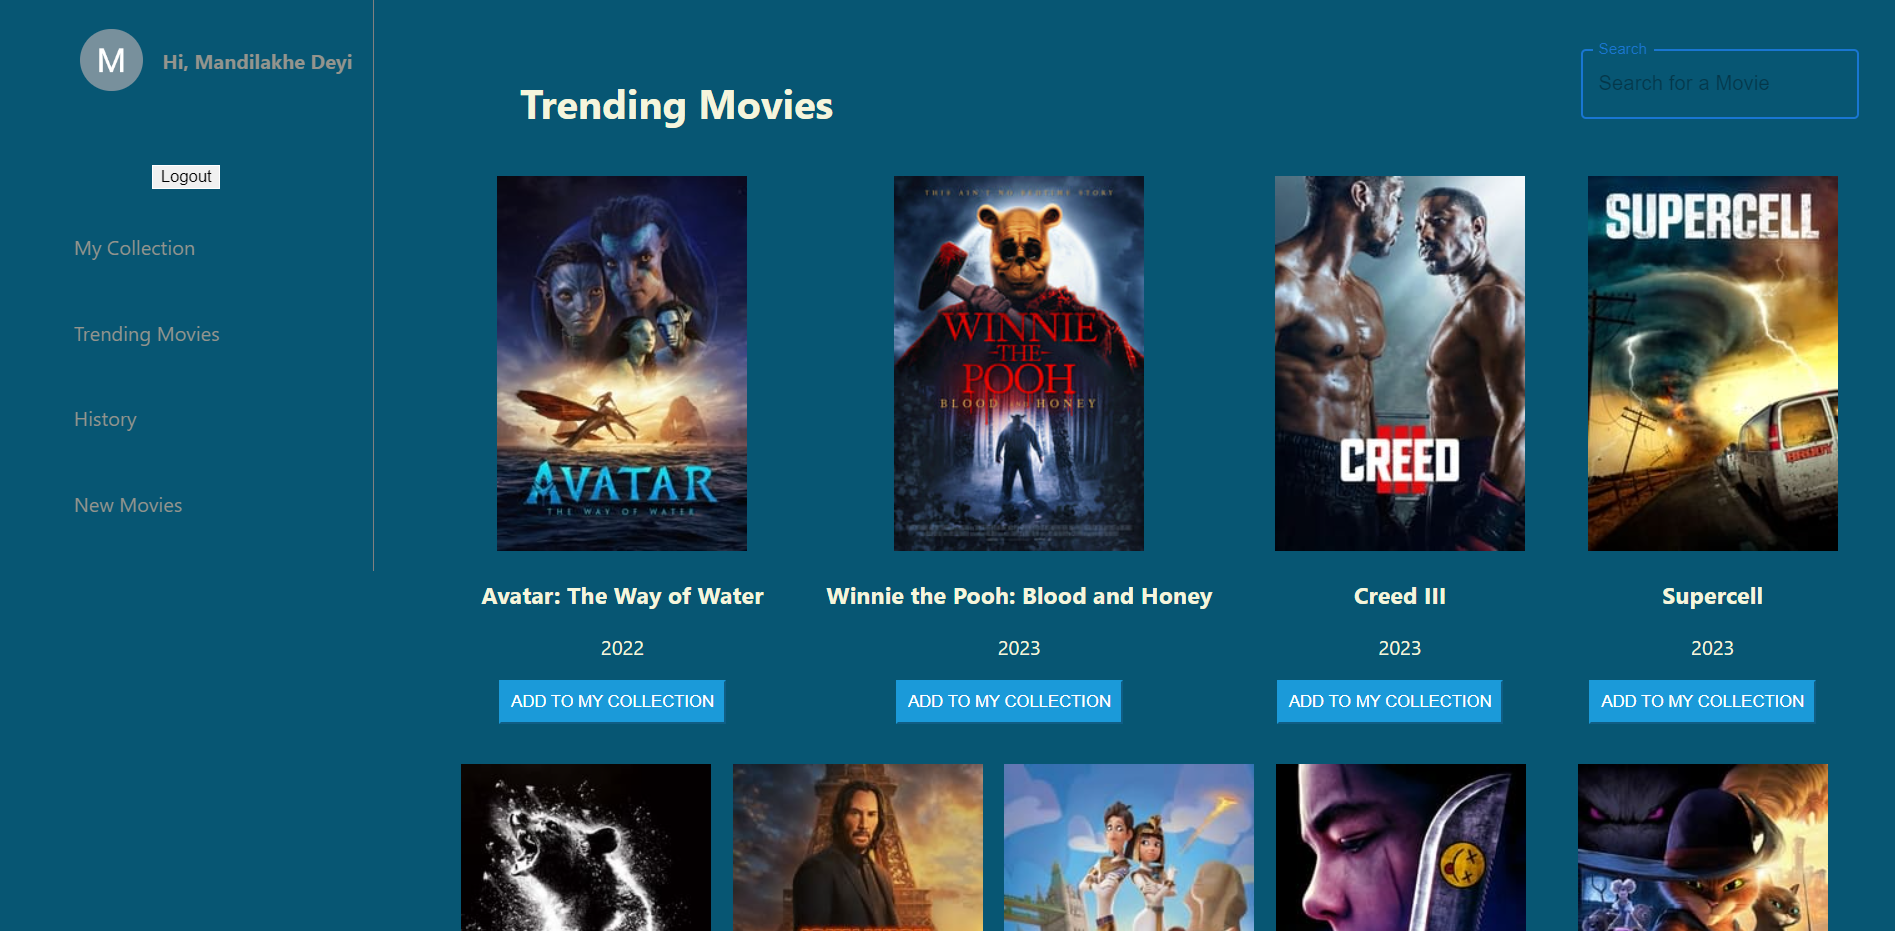 M
Hi, Mandilakhe Deyi
Logout
My Collection
Trending Movies
History
New Movies
Search
Search for a Movie
Trending Movies
AVATAR
THE WAY OF WATER
THIS AIN'T NO BEDTIME STORY
WINNIE
-THE-
POOH
BLOOD AND HONEY
CREED
III
SUPERCELL
BRODY
Avatar: The Way of Water
Winnie the Pooh: Blood and Honey
Creed III
Supercell
2022
2023
2023
2023
ADD TO MY COLLECTION
ADD TO MY COLLECTION
ADD TO MY COLLECTION
ADD TO MY COLLECTION